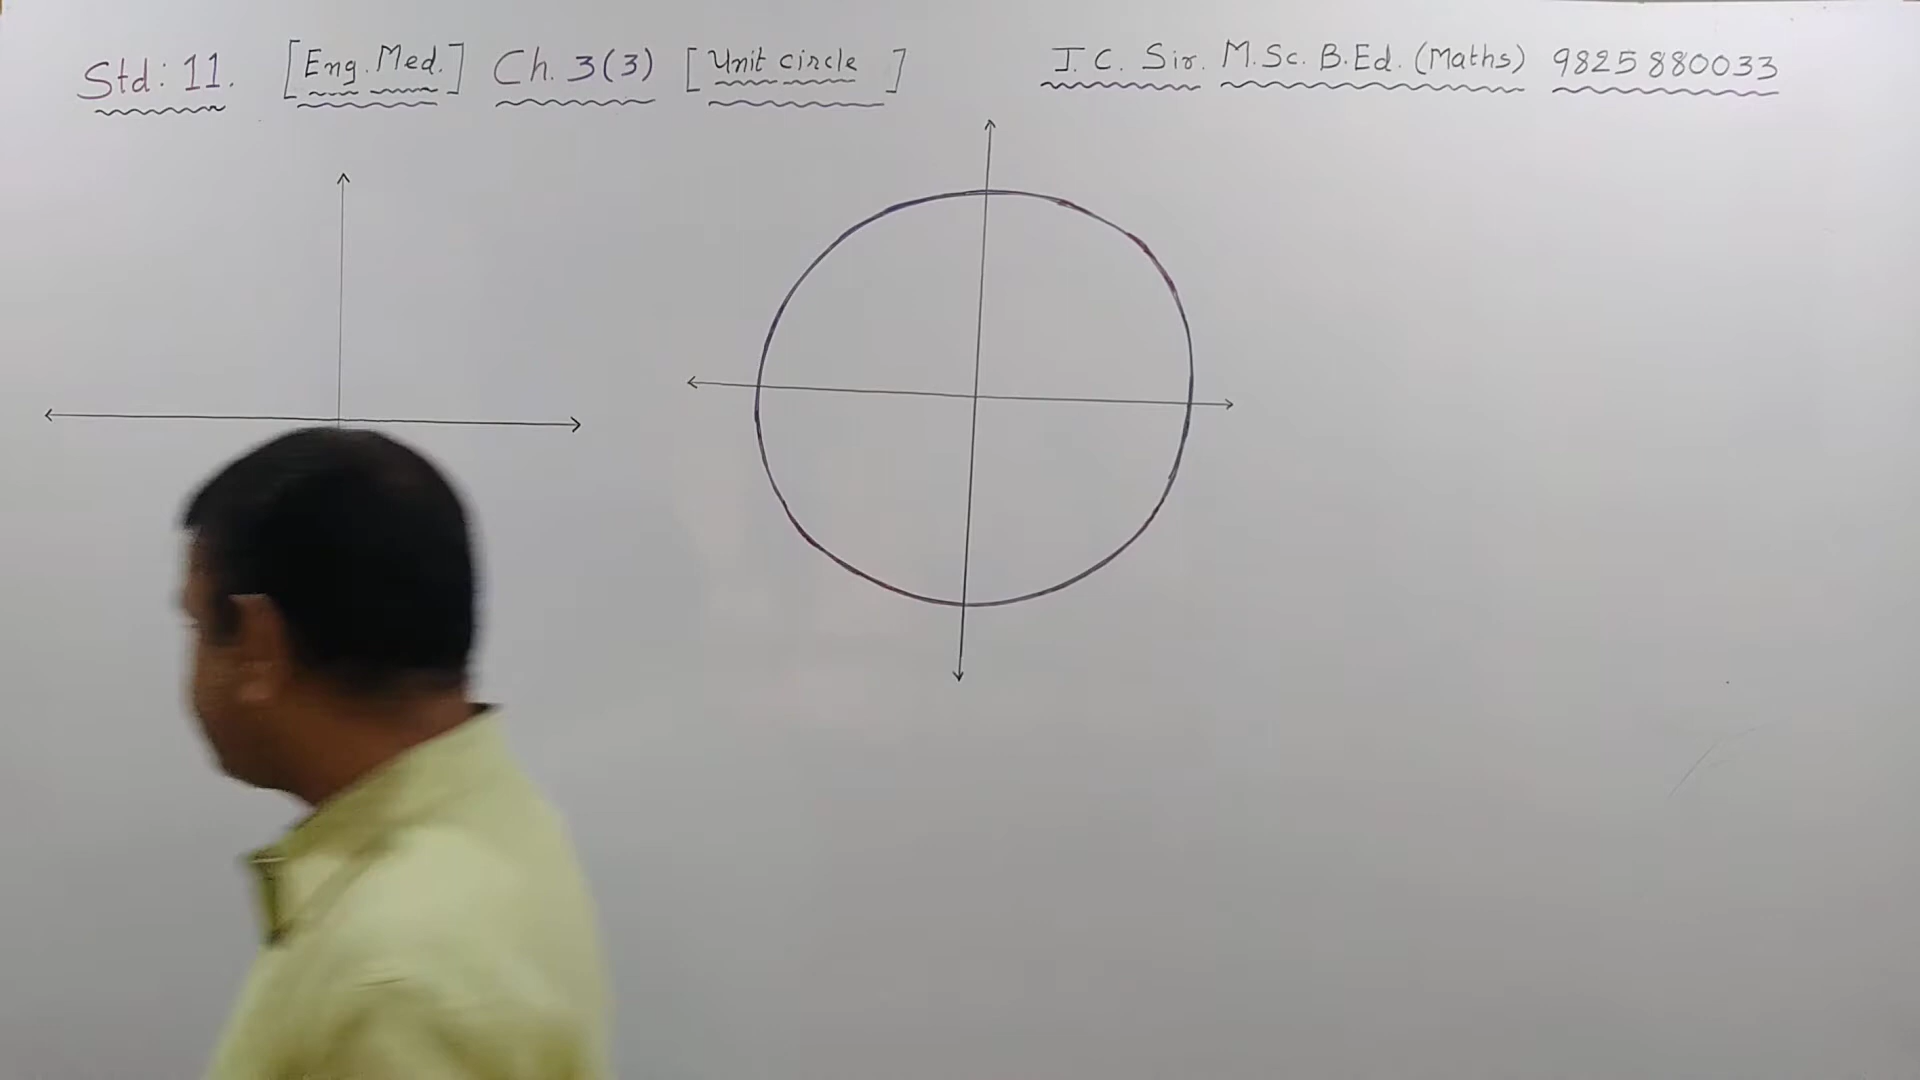 Std: 11. [Eng. Med.] Ch. 3(3) [Unit circle] J. C. Sir. M.Sc. B.Ed. (Maths) 9825880033